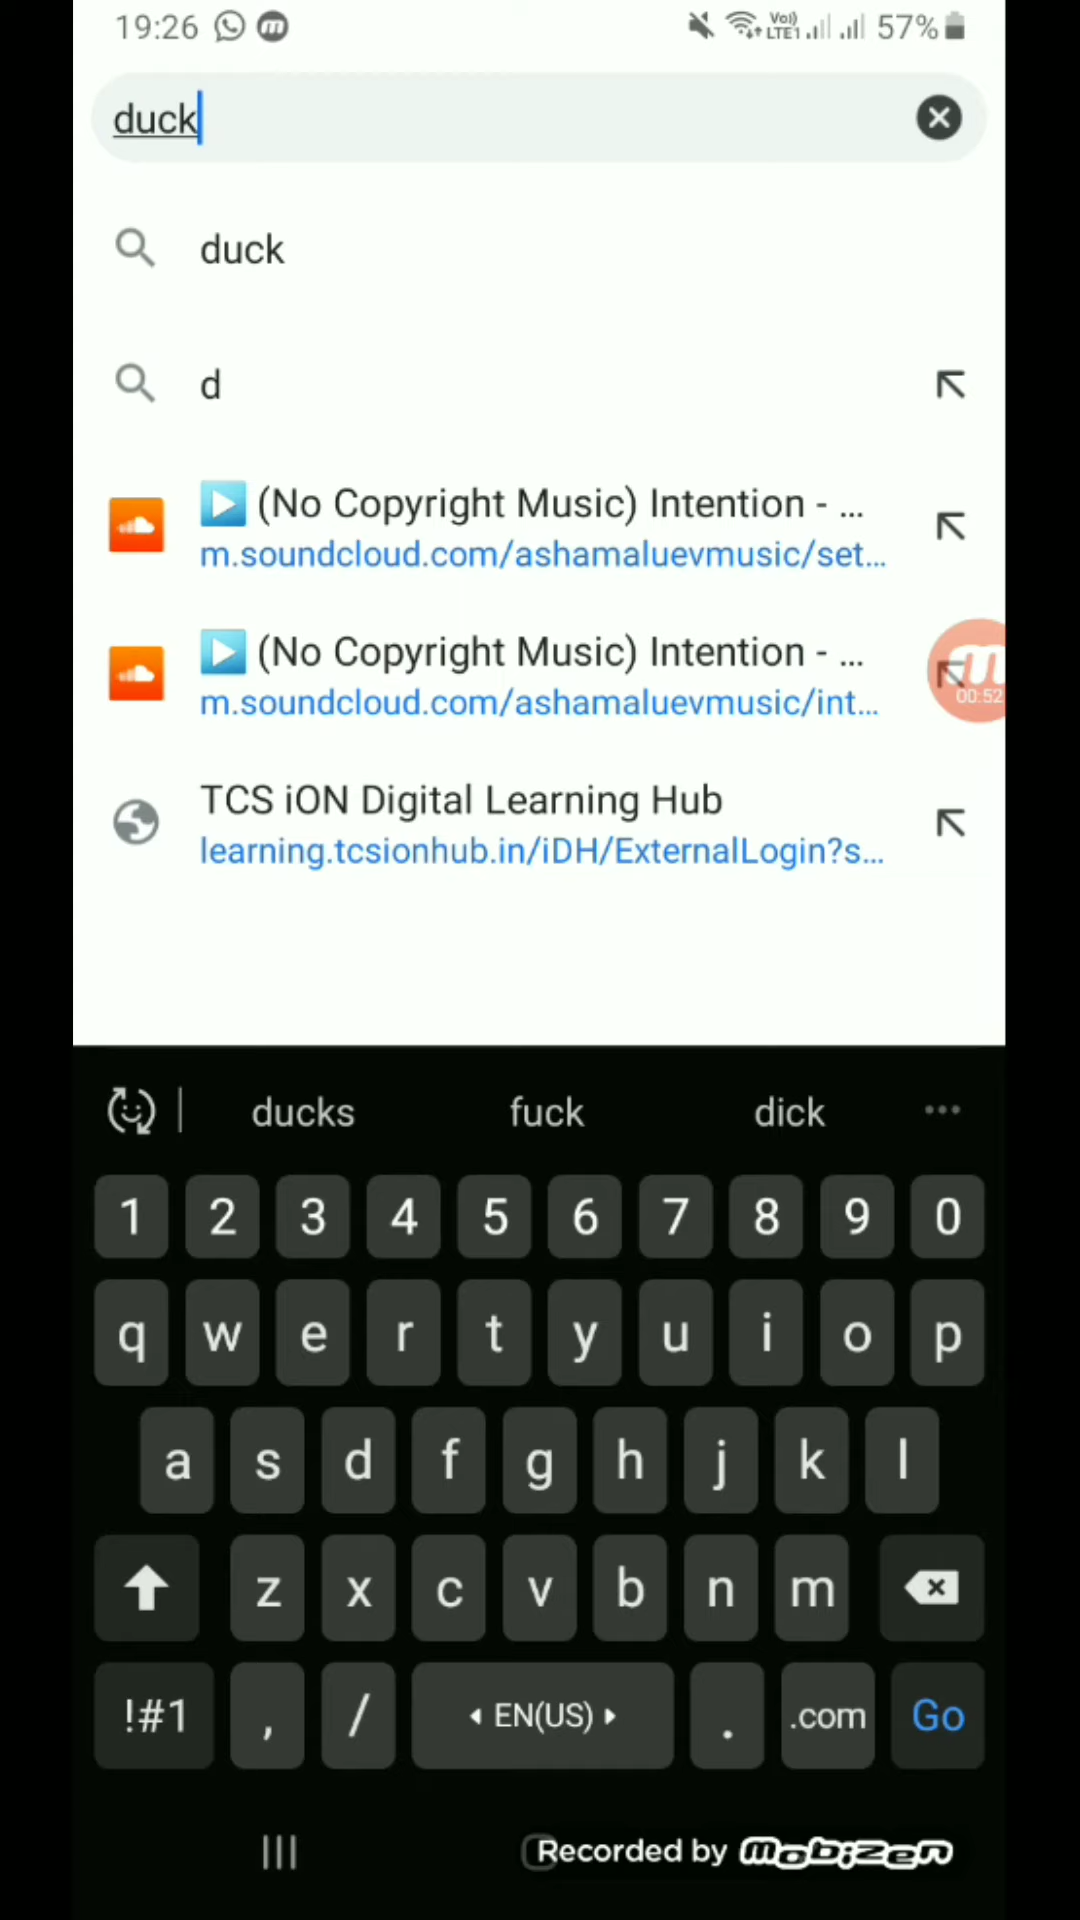 19:26 Vo) LTE1 57%
duck
duck
d
(No Copyright Music) Intention - ...
m.soundcloud.com/ashamaluevmusic/set...
(No Copyright Music) Intention - ...
m.soundcloud.com/ashamaluevmusic/int...
00:52
TCS iON Digital Learning Hub
learning.tcsionhub.in/iDH/ExternalLogin?s...
ducks fuck dick ...
1 2 3 4 5 6 7 8 9 0
q w e r t y u i o p
a s d f g h j k l
z x c v b n m
!#1 , / EN(US) . .com Go
Recorded by mobizen